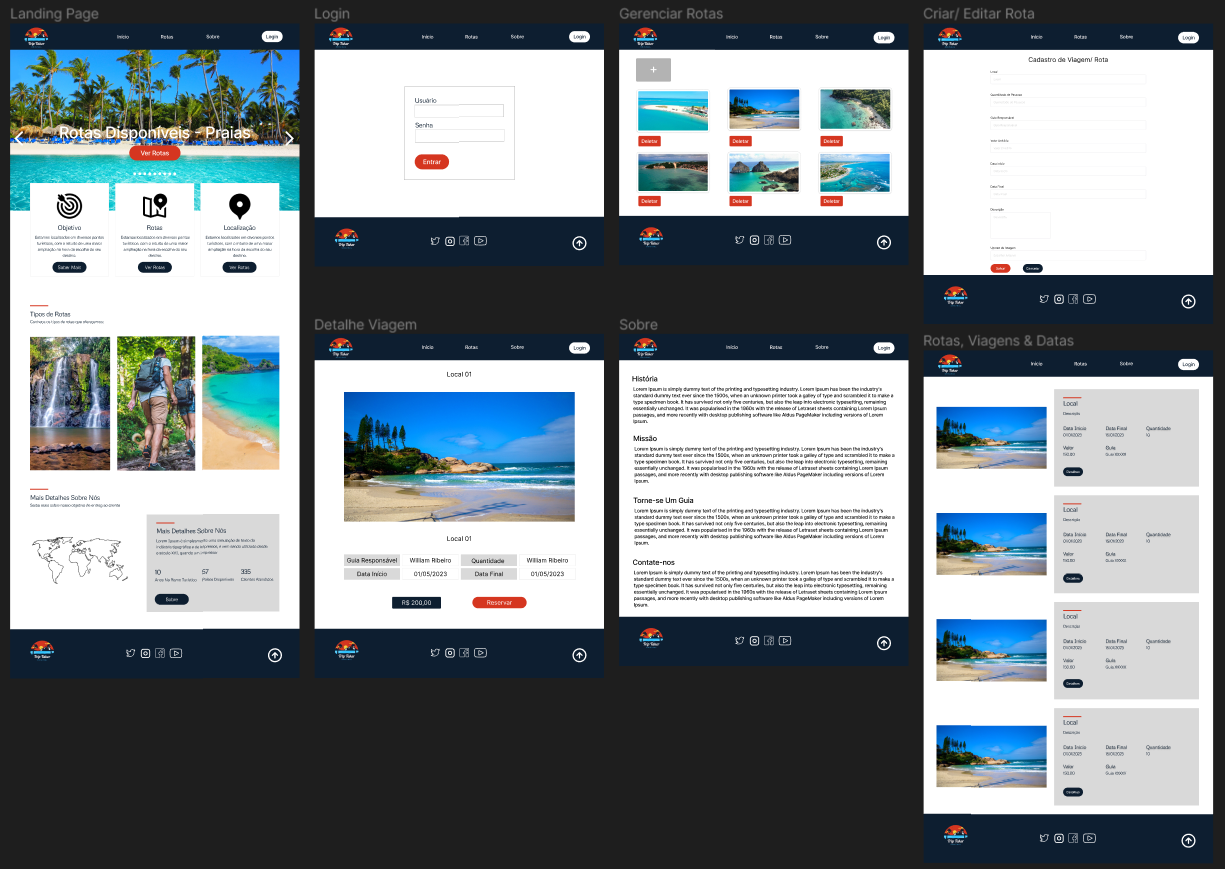 Landing Page
Início
Rotas
Sobre
Login
Rotas Disponíveis - Praias
Ver Rotas
Objetivo
Rotas
Localização
Saber Mais
Ver Rotas
Ver Rotas
Tipos de Rotas
Mais Detalhes Sobre Nós
Mais Detalhes Sobre Nós
10
57
335
Sobre
Login
Início
Rotas
Sobre
Login
Usuário
Senha
Entrar
Gerenciar Rotas
Início
Rotas
Sobre
Login
+
Deletar
Deletar
Deletar
Deletar
Deletar
Deletar
Criar/ Editar Rota
Início
Rotas
Sobre
Login
Cadastro de Viagem/ Rota
Data Final
Descrição
Detalhe Viagem
Início
Rotas
Sobre
Login
Local 01
Local 01
Guia Responsável
William Ribeiro
Quantidade
William Ribeiro
Data Início
01/05/2023
Data Final
01/05/2023
R$ 200,00
Reservar
Sobre
Início
Rotas
Sobre
Login
História
Lorem Ipsum is simply dummy text of the printing and typesetting industry. Lorem Ipsum has been the industry's
standard dummy text ever since the 1500s, when an unknown printer took a galley of type and scrambled it to make a
type specimen book. It has survived not only five centuries, but also the leap into electronic typesetting, remaining
essentially unchanged. It was popularised in the 1960s with the release of Letraset sheets containing Lorem Ipsum
passages, and more recently with desktop publishing software like Aldus PageMaker including versions of Lorem
Ipsum.
Missão
Lorem Ipsum is simply dummy text of the printing and typesetting industry. Lorem Ipsum has been the industry's
standard dummy text ever since the 1500s, when an unknown printer took a galley of type and scrambled it to make a
type specimen book. It has survived not only five centuries, but also the leap into electronic typesetting, remaining
essentially unchanged. It was popularised in the 1960s with the release of Letraset sheets containing Lorem Ipsum
passages, and more recently with desktop publishing software like Aldus PageMaker including versions of Lorem
Ipsum.
Torne-se Um Guia
Lorem Ipsum is simply dummy text of the printing and typesetting industry. Lorem Ipsum has been the industry's
standard dummy text ever since the 1500s, when an unknown printer took a galley of type and scrambled it to make a
type specimen book. It has survived not only five centuries, but also the leap into electronic typesetting, remaining
essentially unchanged. It was popularised in the 1960s with the release of Letraset sheets containing Lorem Ipsum
passages, and more recently with desktop publishing software like Aldus PageMaker including versions of Lorem
Ipsum.
Contate-nos
Lorem Ipsum is simply dummy text of the printing and typesetting industry. Lorem Ipsum has been the industry's
standard dummy text ever since the 1500s, when an unknown printer took a galley of type and scrambled it to make a
type specimen book. It has survived not only five centuries, but also the leap into electronic typesetting, remaining
essentially unchanged. It was popularised in the 1960s with the release of Letraset sheets containing Lorem Ipsum
passages, and more recently with desktop publishing software like Aldus PageMaker including versions of Lorem
Ipsum.
Rotas, Viagens & Datas
Início
Rotas
Sobre
Login
Local
Descrição
Data Início
Data Final
Quantidade
10
Valor
Guia
Detalhes
Local
Descrição
Data Início
Data Final
Quantidade
10
Valor
Guia
Detalhes
Local
Descrição
Data Início
Data Final
Quantidade
10
Valor
Guia
Detalhes
Local
Descrição
Data Início
Data Final
Quantidade
10
Valor
Guia
Detalhes